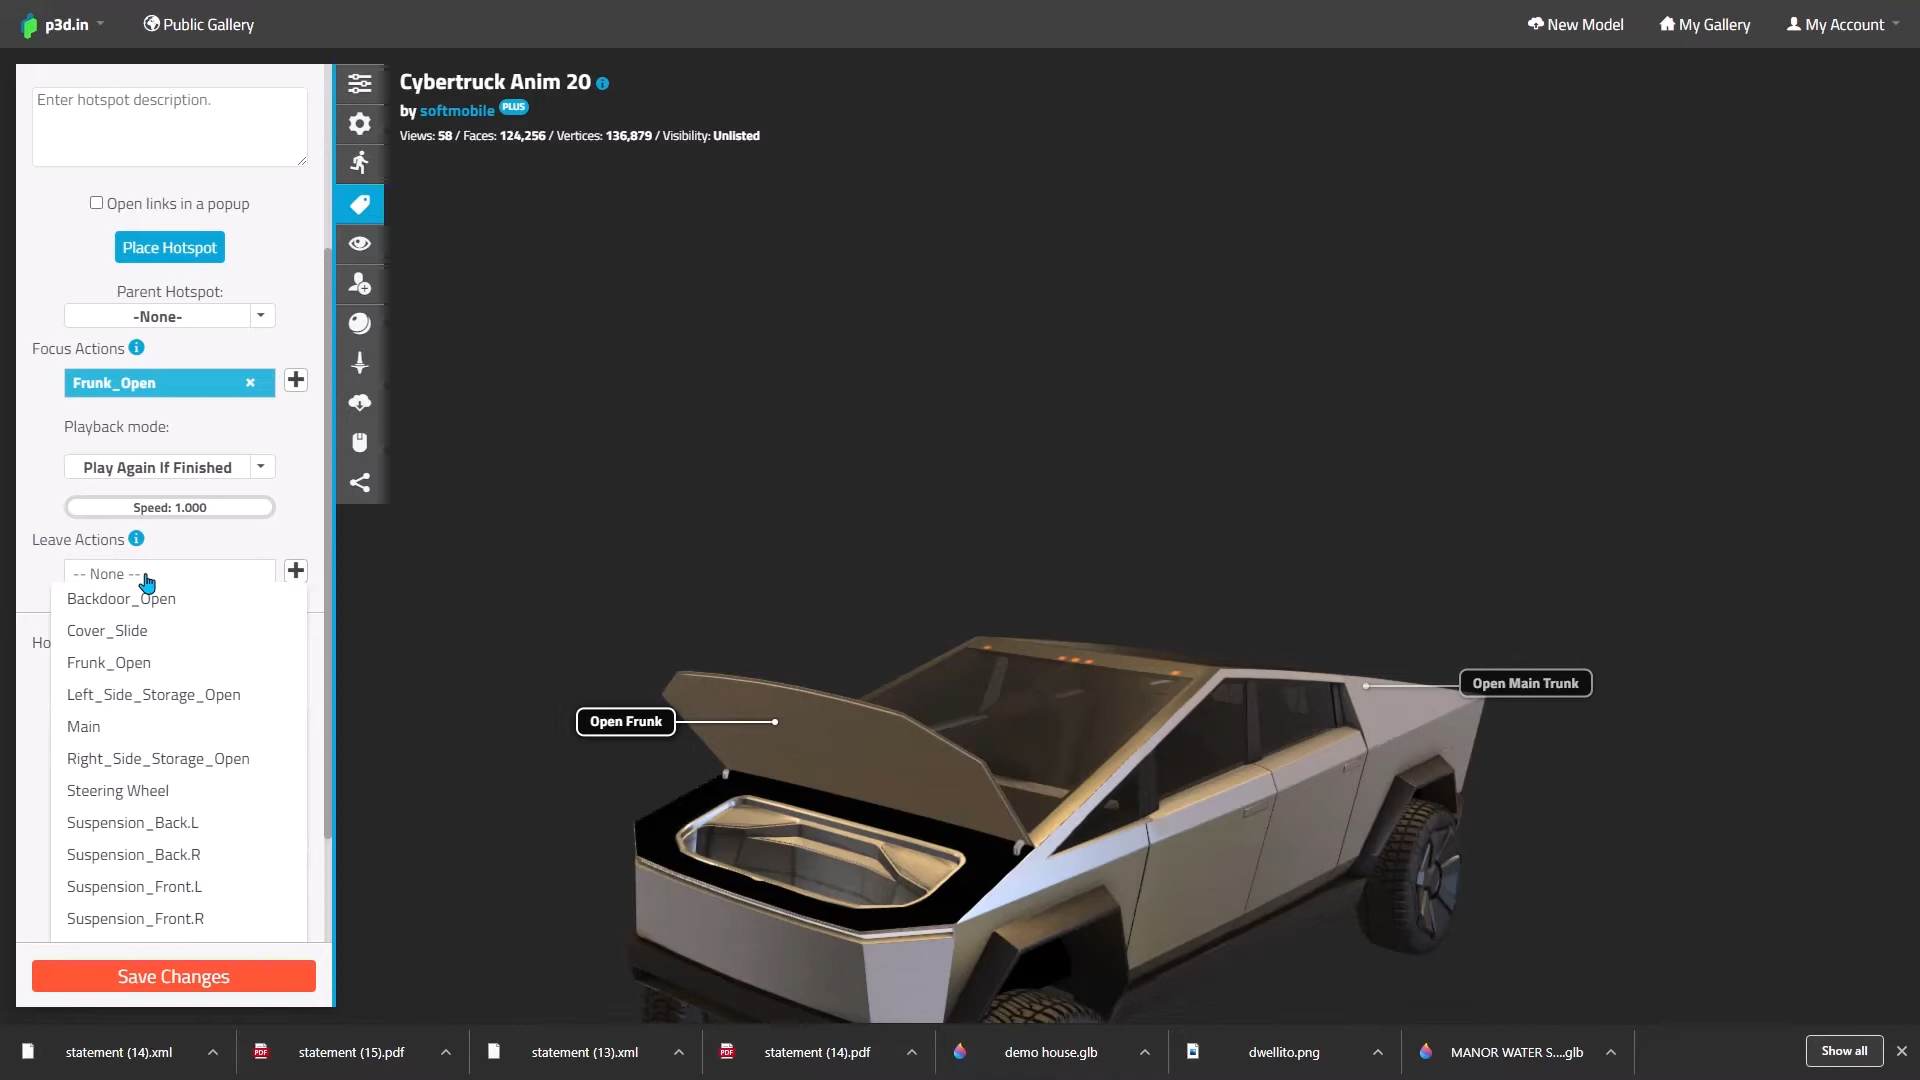 p3d.in
Public Gallery
New Model
My Gallery
My Account
Enter hotspot description.
Open links in a popup
Place Hotspot
Parent Hotspot:
-None-
Focus Actions
Frunk_Open
Playback mode:
Play Again If Finished
Speed: 1.000
Leave Actions
-- None --
Ho
Backdoor_Open
Cover_Slide
Frunk_Open
Left_Side_Storage_Open
Main
Right_Side_Storage_Open
Steering Wheel
Suspension_Back.L
Suspension_Back.R
Suspension_Front.L
Suspension_Front.R
Save Changes
Cybertruck Anim 20
by softmobile PLUS
Views: 58 / Faces: 124,256 / Vertices: 136,879 / Visibility: Unlisted
Open Frunk
Open Main Trunk
statement (14).xml
PDF
statement (15).pdf
statement (13).xml
PDF
statement (14).pdf
demo house.glb
dwellito.png
MANOR WATER S....glb
Show all